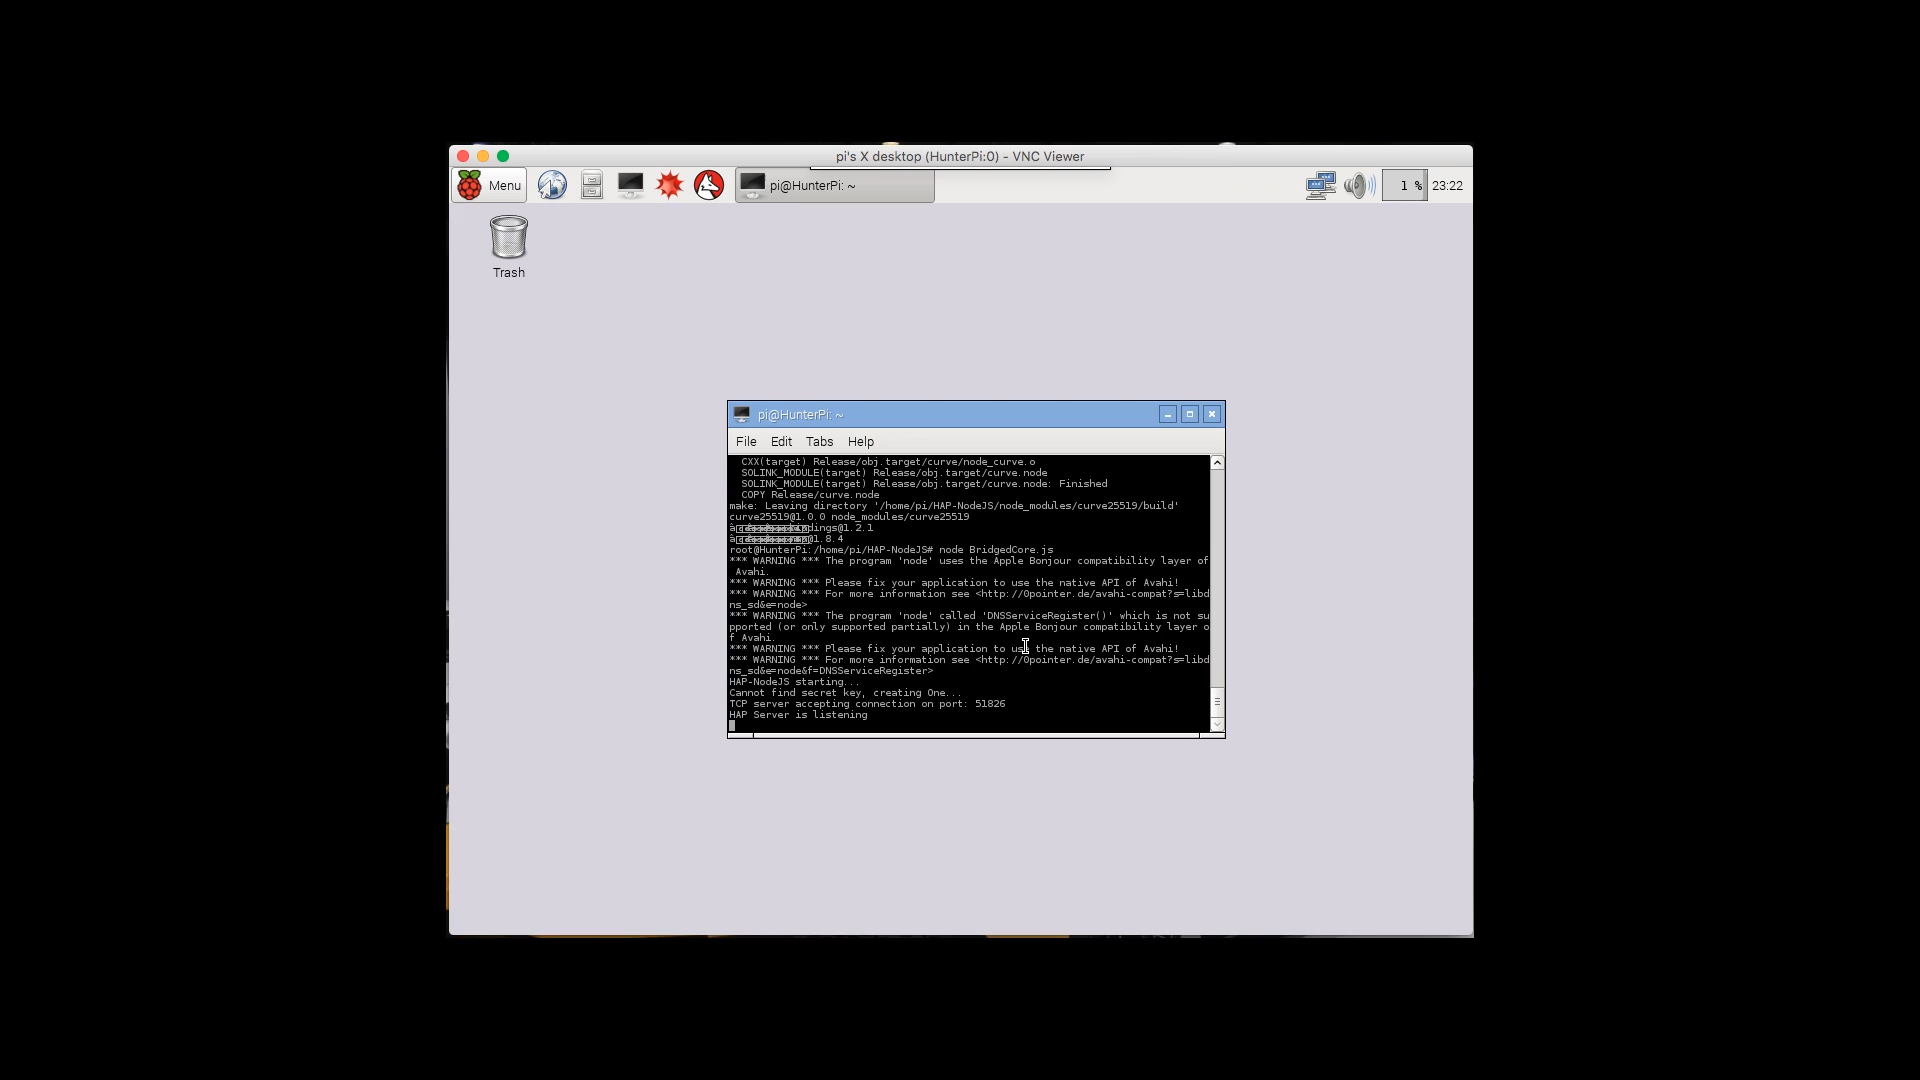 pi's X desktop (HunterPi:0) - VNC Viewer
Menu
pi@HunterPi: ~
1 %
23:22
Trash
pi@HunterPi: ~
File Edit Tabs Help
CXX(target) Release/obj.target/curve/node_curve.o
SOLINK_MODULE(target) Release/obj.target/curve.node
SOLINK_MODULE(target) Release/obj.target/curve.node: Finished
COPY Release/curve.node
make: Leaving directory '/home/pi/HAP-NodeJS/node_modules/curve25519/build'
curve25519@1.0.0 node_modules/curve25519
dings@1.2.1
@1.8.4
root@HunterPi:/home/pi/HAP-NodeJS# node BridgedCore.js
*** WARNING *** The program 'node' uses the Apple Bonjour compatibility layer of
Avahi.
*** WARNING *** Please fix your application to use the native API of Avahi!
*** WARNING *** For more information see <http://0pointer.de/avahi-compat?s=libd
ns_sd&e=node>
*** WARNING *** The program 'node' called 'DNSServiceRegister()' which is not su
pported (or only supported partially) in the Apple Bonjour compatibility layer o
f Avahi.
*** WARNING *** Please fix your application to use the native API of Avahi!
*** WARNING *** For more information see <http://0pointer.de/avahi-compat?s=libd
ns_sd&e=node&f=DNSServiceRegister>
HAP-NodeJS starting...
Cannot find secret key, creating One...
TCP server accepting connection on port: 51826
HAP Server is listening